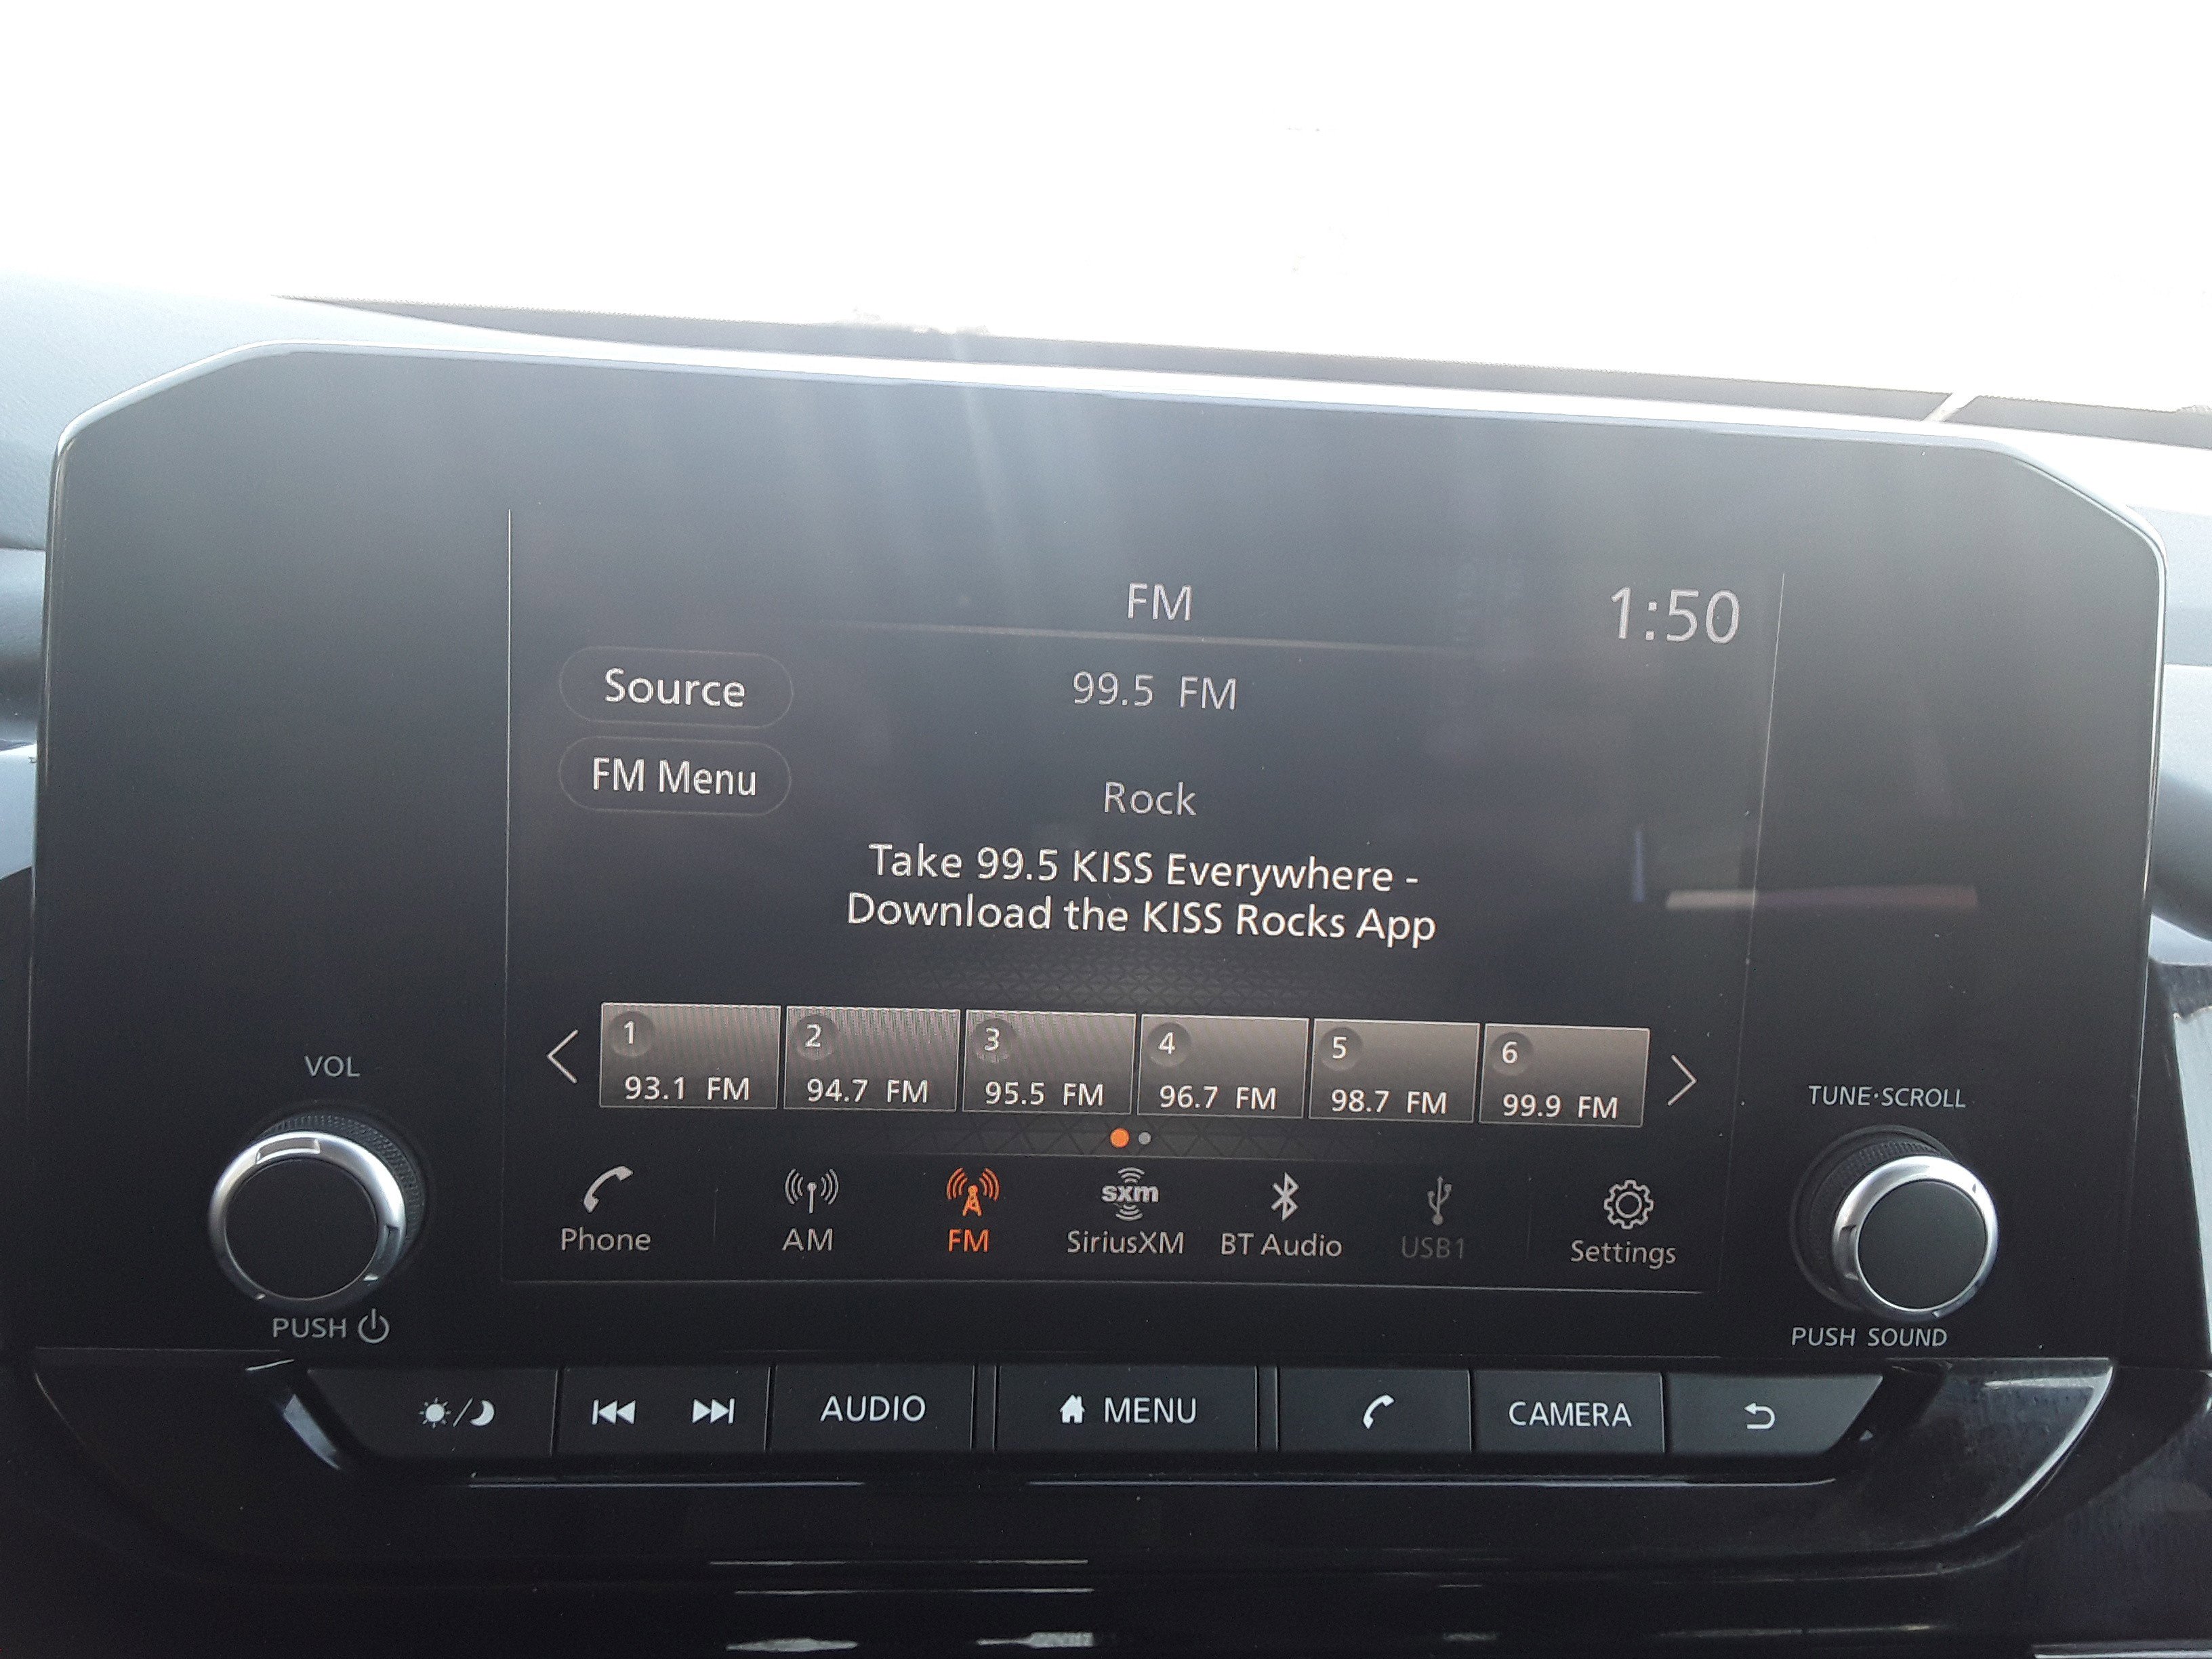 FM
1:50
Source
99.5 FM
FM Menu
Rock
Take 99.5 KISS Everywhere -
Download the KISS Rocks App
1
2
3
4
5
6
93.1 FM
94.7 FM
95.5 FM
96.7 FM
98.7 FM
99.9 FM
VOL
TUNE·SCROLL
sxm
Phone
AM
FM
SiriusXM
BT Audio
USB1
Settings
PUSH
PUSH SOUND
AUDIO
MENU
CAMERA